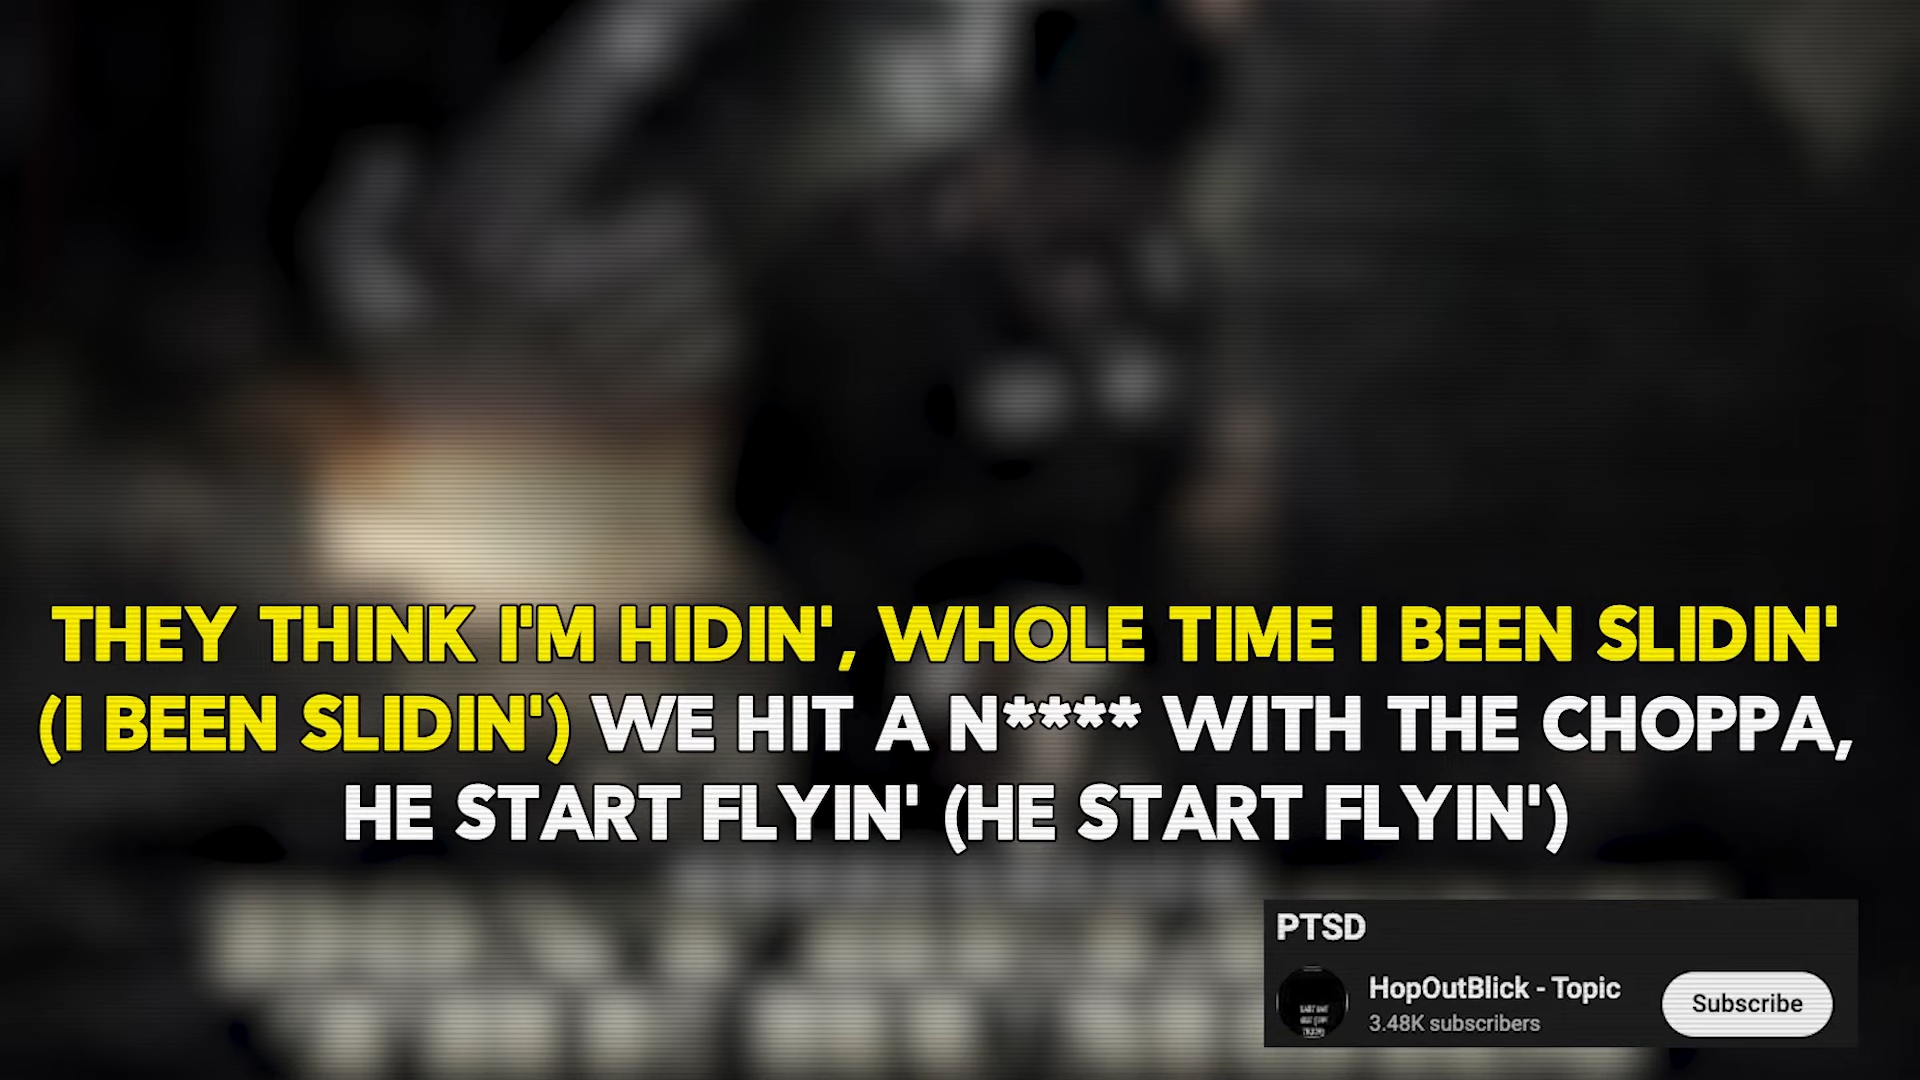 THEY THINK I'M HIDIN', WHOLE TIME I BEEN SLIDIN'
(I BEEN SLIDIN') WE HIT A N**** WITH THE CHOPPA,
HE START FLYIN' (HE START FLYIN')
PTSD
HopOutBlick - Topic
3.48K subscribers
Subscribe